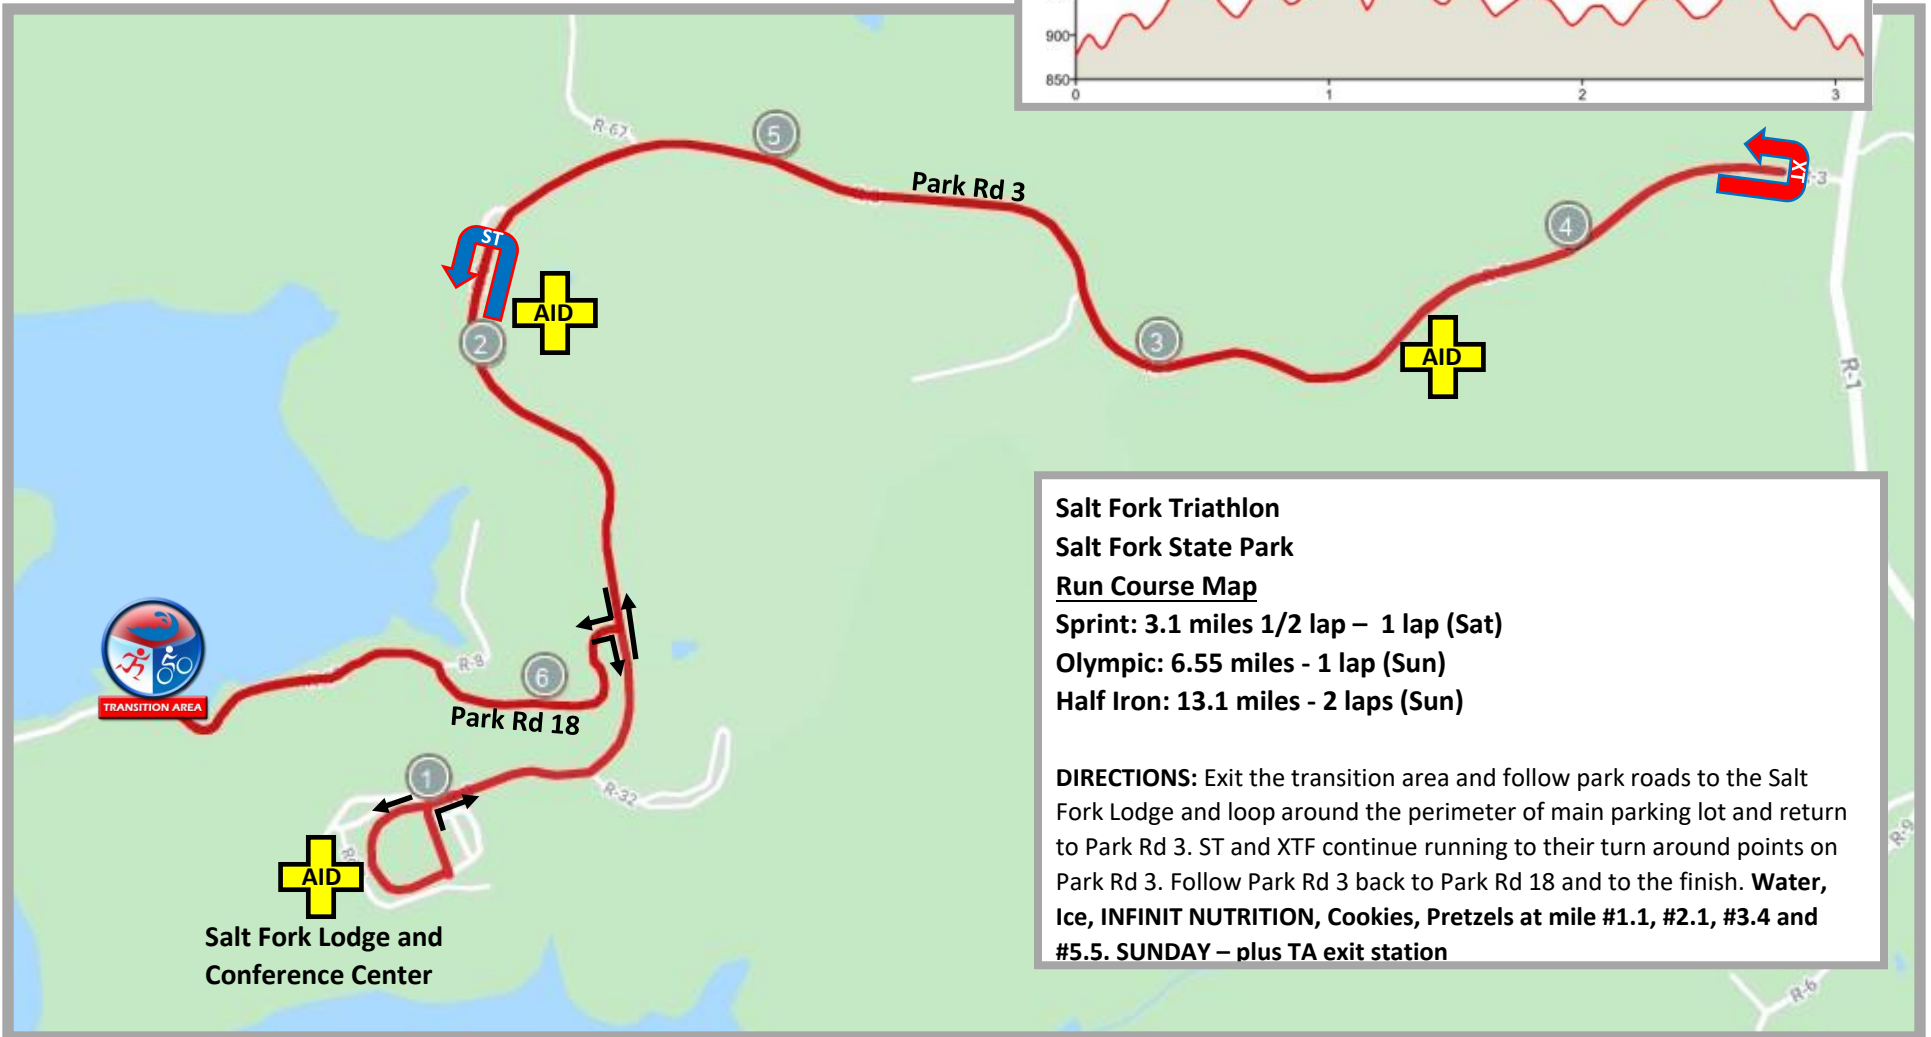 900
850
0
1
2
3
R-67
5
Park Rd 3
XT
-3
4
ST
AID
2
3
AID
R-1
Salt Fork Triathlon
Salt Fork State Park
Run Course Map
Sprint: 3.1 miles 1/2 lap – 1 lap (Sat)
Olympic: 6.55 miles - 1 lap (Sun)
Half Iron: 13.1 miles - 2 laps (Sun)
DIRECTIONS: Exit the transition area and follow park roads to the Salt
Fork Lodge and loop around the perimeter of main parking lot and return
to Park Rd 3. ST and XTF continue running to their turn around points on
Park Rd 3. Follow Park Rd 3 back to Park Rd 18 and to the finish. Water,
Ice, INFINIT NUTRITION, Cookies, Pretzels at mile #1.1, #2.1, #3.4 and
#5.5. SUNDAY – plus TA exit station
TRANSITION AREA
R-9
6
Park Rd 18
1
R-32
AID
Salt Fork Lodge and
Conference Center
R-9
R-6